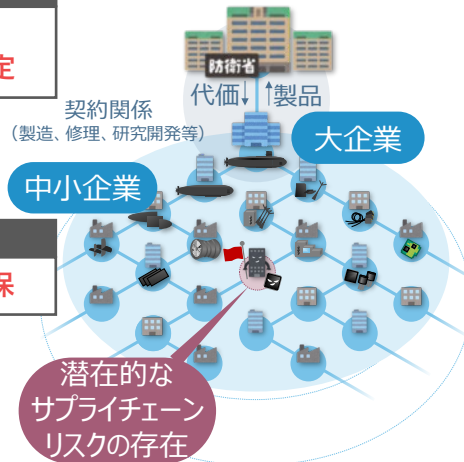 定
防衛省
代価↓ ↑製品
契約関係
（製造、修理、研究開発等）
大企業
中小企業
保
潜在的な
サプライチェーン
リスクの存在